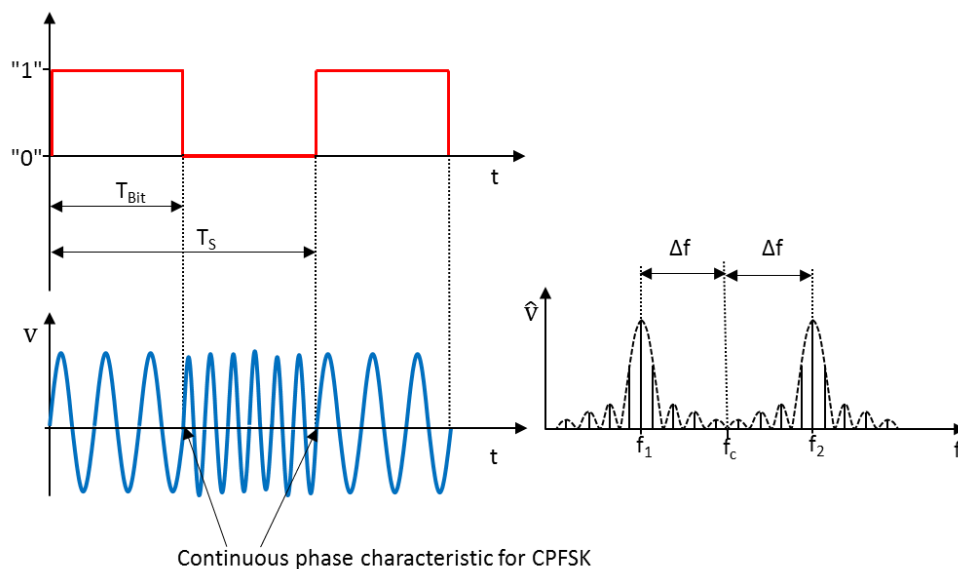 "1"
"0"
t
T_Bit
T_S
Δf Δf
V
v̂
t
f_1 f_c f_2 f
Continuous phase characteristic for CPFSK